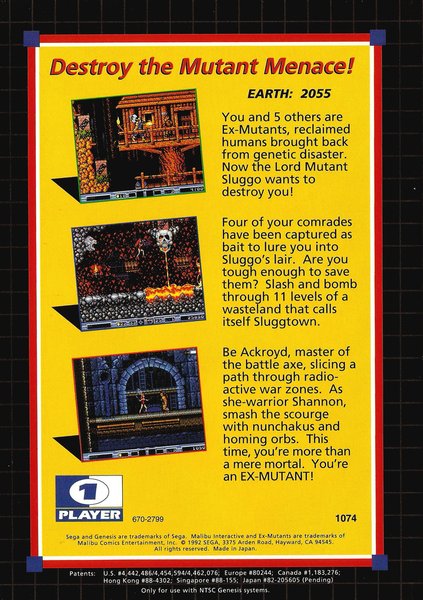 Destroy the Mutant Menace!
EARTH: 2055
You and 5 others are
Ex-Mutants, reclaimed
humans brought back
from genetic disaster.
Now the Lord Mutant
Sluggo wants to
destroy you!
Four of your comrades
have been captured as
bait to lure you into
Sluggo's lair. Are you
tough enough to save
them? Slash and bomb
through 11 levels of a
wasteland that calls
itself Sluggtown.
Be Ackroyd, master of
the battle axe, slicing a
path through radio-
active war zones. As
she-warrior Shannon,
smash the scourge
with nunchakus and
homing orbs. This
time, you're more than
a mere mortal. You're
an EX-MUTANT!
1
PLAYER
670-2799
1074
Sega and Genesis are trademarks of Sega. Malibu Interactive and Ex-Mutants are trademarks of
Malibu Comics Entertainment, Inc. © 1992 SEGA, 3375 Arden Road, Hayward, CA 94545.
All rights reserved. Made in Japan.
Patents: U.S. #4,442,486/4,454,594/4,462,076; Europe #80244; Canada #1,183,276;
Hong Kong #88-4302; Singapore #88-155; Japan #82-205605 (Pending)
Only for use with NTSC Genesis systems.